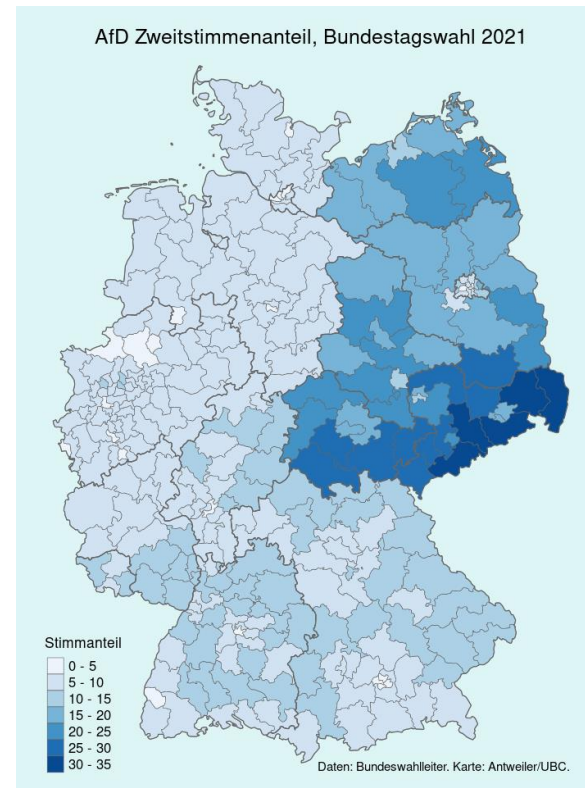 AfD Zweitstimmenanteil, Bundestagswahl 2021
Stimmanteil
0 - 5
5 - 10
10 - 15
15 - 20
20 - 25
25 - 30
30 - 35
Daten: Bundeswahlleiter. Karte: Antweiler/UBC.